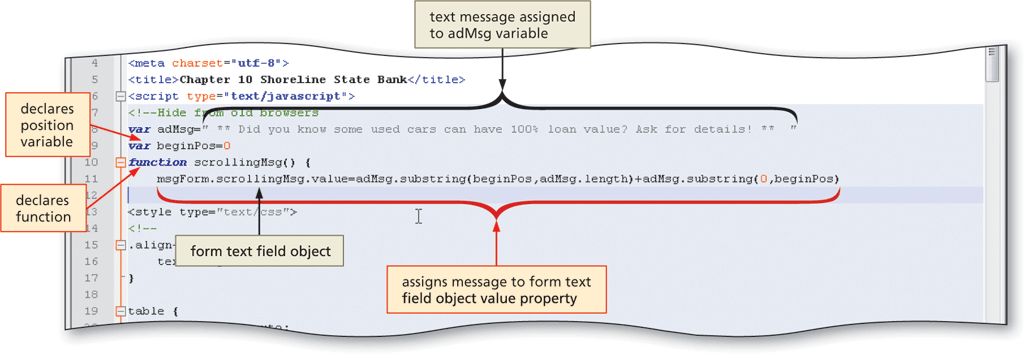 text message assigned
to adMsg variable
4 <meta charset="utf-8">
5 <title>Chapter 10 Shoreline State Bank</title>
6 <script type="text/javascript">
7 <!--Hide from old browsers
declares
position
variable
8 var adMsg=" ** Did you know some used cars can have 100% loan value? Ask for details! **  "
9 var beginPos=0
10 function scrollingMsg() {
11 msgForm.scrollingMsg.value=adMsg.substring(beginPos,adMsg.length)+adMsg.substring(0,beginPos)
declares
function
12
13 <style type="text/css">
14 <!--
15 .align-
form text field object
16 te
17 }
assigns message to form text
field object value property
18
19 table {